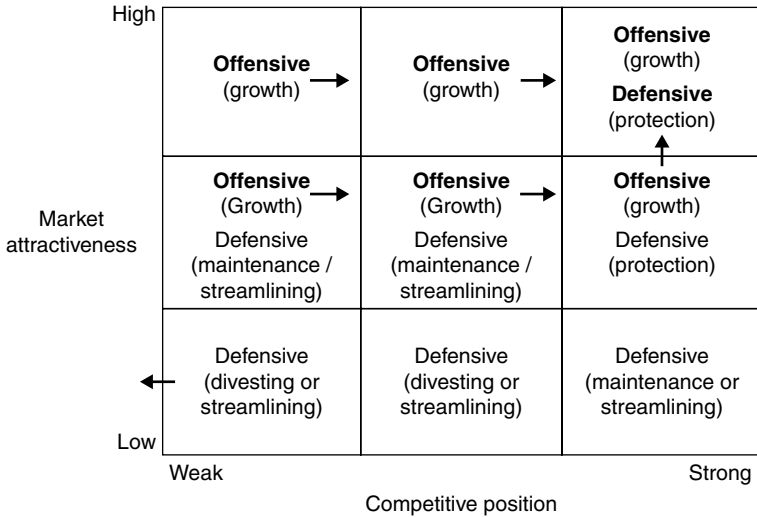 High
Offensive
(growth)
Offensive
(growth)
Offensive
(growth)
Defensive
(protection)
Market
attractiveness
Offensive
(Growth)
Defensive
(maintenance /
streamlining)
Offensive
(Growth)
Defensive
(maintenance /
streamlining)
Offensive
(growth)
Defensive
(protection)
Defensive
(divesting or
streamlining)
Defensive
(divesting or
streamlining)
Defensive
(maintenance or
streamlining)
Low
Weak
Strong
Competitive position